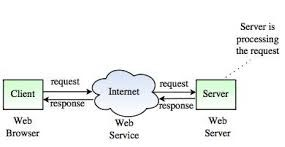 Server is
processing
the request
request
request
Client
Internet
Server
response
response
Web
Browser
Web
Service
Web
Server